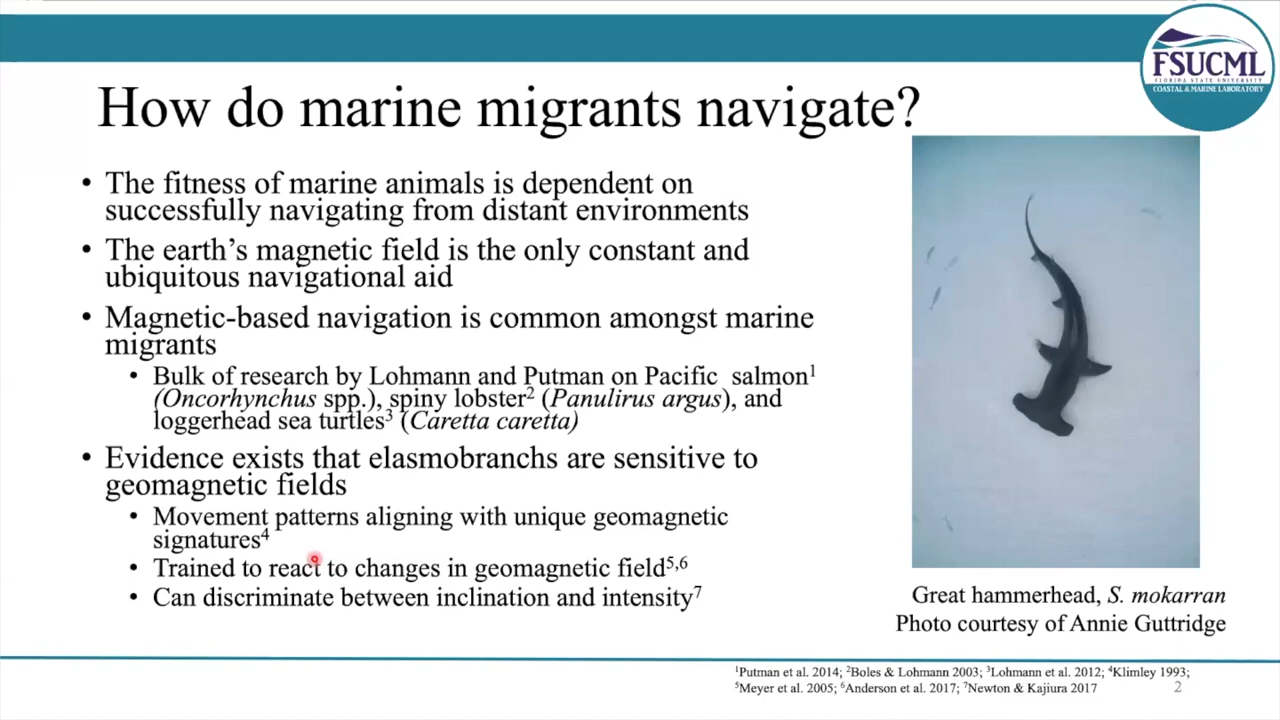 FSUCML
FLORIDA STATE UNIVERSITY
COASTAL & MARINE LABORATORY
How do marine migrants navigate?
• The fitness of marine animals is dependent on
successfully navigating from distant environments
• The earth’s magnetic field is the only constant and
ubiquitous navigational aid
• Magnetic-based navigation is common amongst marine
migrants
• Bulk of research by Lohmann and Putman on Pacific salmon¹
(Oncorhynchus spp.), spiny lobster² (Panulirus argus), and
loggerhead sea turtles³ (Caretta caretta)
• Evidence exists that elasmobranchs are sensitive to
geomagnetic fields
• Movement patterns aligning with unique geomagnetic
signatures⁴
• Trained to react to changes in geomagnetic field⁵,⁶
• Can discriminate between inclination and intensity⁷
Great hammerhead, S. mokarran
Photo courtesy of Annie Guttridge
¹Putman et al. 2014; ²Boles & Lohmann 2003; ³Lohmann et al. 2012; ⁴Klimley 1993;
⁵Meyer et al. 2005; ⁶Anderson et al. 2017; ⁷Newton & Kajiura 2017
2